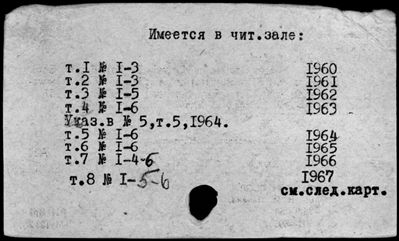 Имеется в чит.зале:
т.1 № 1-3 1960
т.2 № 1-3 1961
т.3 № 1-5 1962
т.4 № 1-6 1963
Указ.в № 5,т.5,1964.
т.5 № 1-6 1964
т.6 № 1-6 1965
т.7 № 1-4-6 1966
т.8 № 1-5-6 1967
см.след.карт.